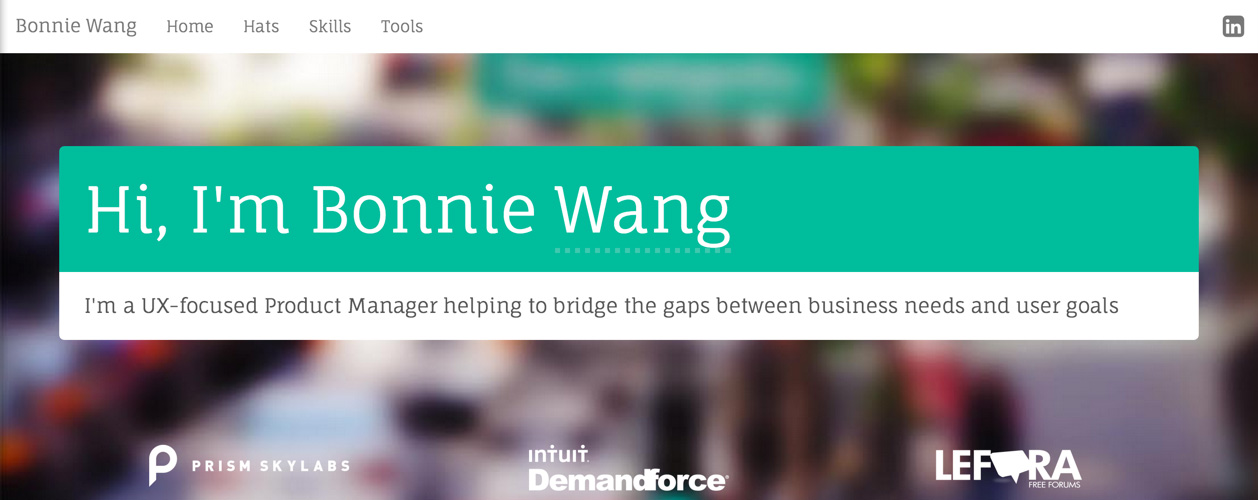 Bonnie Wang Home Hats Skills Tools in
Hi, I'm Bonnie Wang
I'm a UX-focused Product Manager helping to bridge the gaps between business needs and user goals
PRISM SKYLABS
intuit.
Demandforce®
LEFORA
FREE FORUMS